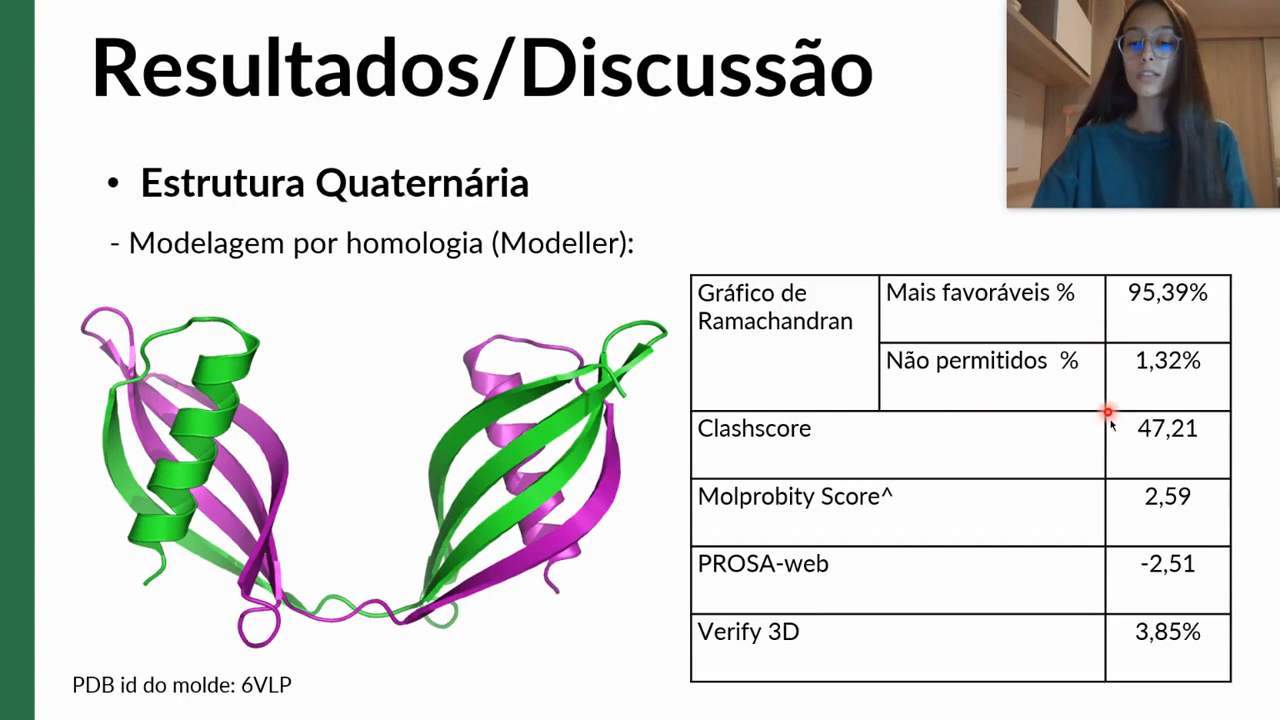 Resultados/Discussão
• Estrutura Quaternária
- Modelagem por homologia (Modeller):
Gráfico de Ramachandran
Mais favoráveis %
95,39%
Não permitidos %
1,32%
Clashscore
47,21
Molprobity Score^
2,59
PROSA-web
-2,51
Verify 3D
3,85%
PDB id do molde: 6VLP